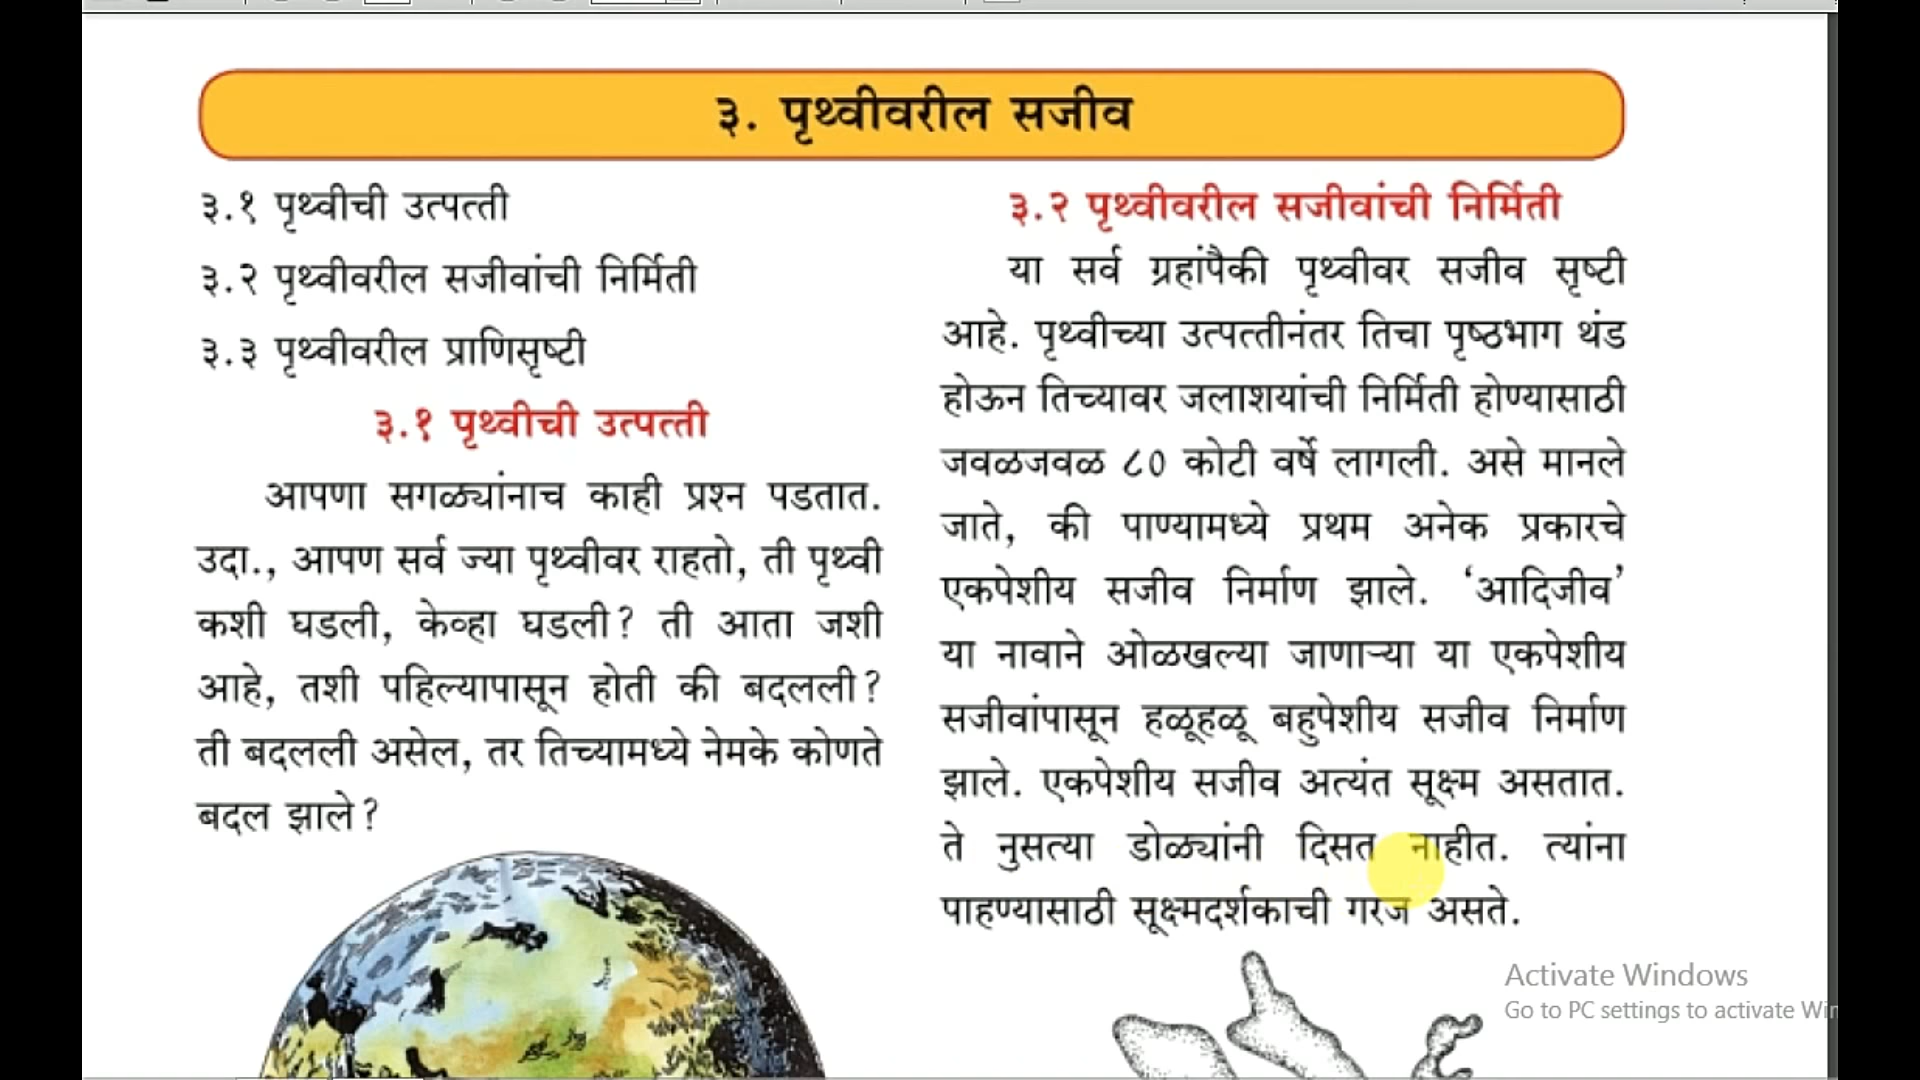 ३. पृथ्वीवरील सजीव
३.१ पृथ्वीची उत्पत्ती
३.२ पृथ्वीवरील सजीवांची निर्मिती
३.३ पृथ्वीवरील प्राणिसृष्टी
३.१ पृथ्वीची उत्पत्ती
आपणा सगळ्यांनाच काही प्रश्न पडतात.
उदा., आपण सर्व ज्या पृथ्वीवर राहतो, ती पृथ्वी
कशी घडली, केव्हा घडली? ती आता जशी
आहे, तशी पहिल्यापासून होती की बदलली?
ती बदलली असेल, तर तिच्यामध्ये नेमके कोणते
बदल झाले?
३.२ पृथ्वीवरील सजीवांची निर्मिती
या सर्व ग्रहांपैकी पृथ्वीवर सजीव सृष्टी
आहे. पृथ्वीच्या उत्पत्तीनंतर तिचा पृष्ठभाग थंड
होऊन तिच्यावर जलाशयांची निर्मिती होण्यासाठी
जवळजवळ ८० कोटी वर्षे लागली. असे मानले
जाते, की पाण्यामध्ये प्रथम अनेक प्रकारचे
एकपेशीय सजीव निर्माण झाले. ‘आदिजीव’
या नावाने ओळखल्या जाणाऱ्या या एकपेशीय
सजीवांपासून हळूहळू बहुपेशीय सजीव निर्माण
झाले. एकपेशीय सजीव अत्यंत सूक्ष्म असतात.
ते नुसत्या डोळ्यांनी दिसत नाहीत. त्यांना
पाहण्यासाठी सूक्ष्मदर्शकाची गरज असते.
Activate Windows
Go to PC settings to activate Win